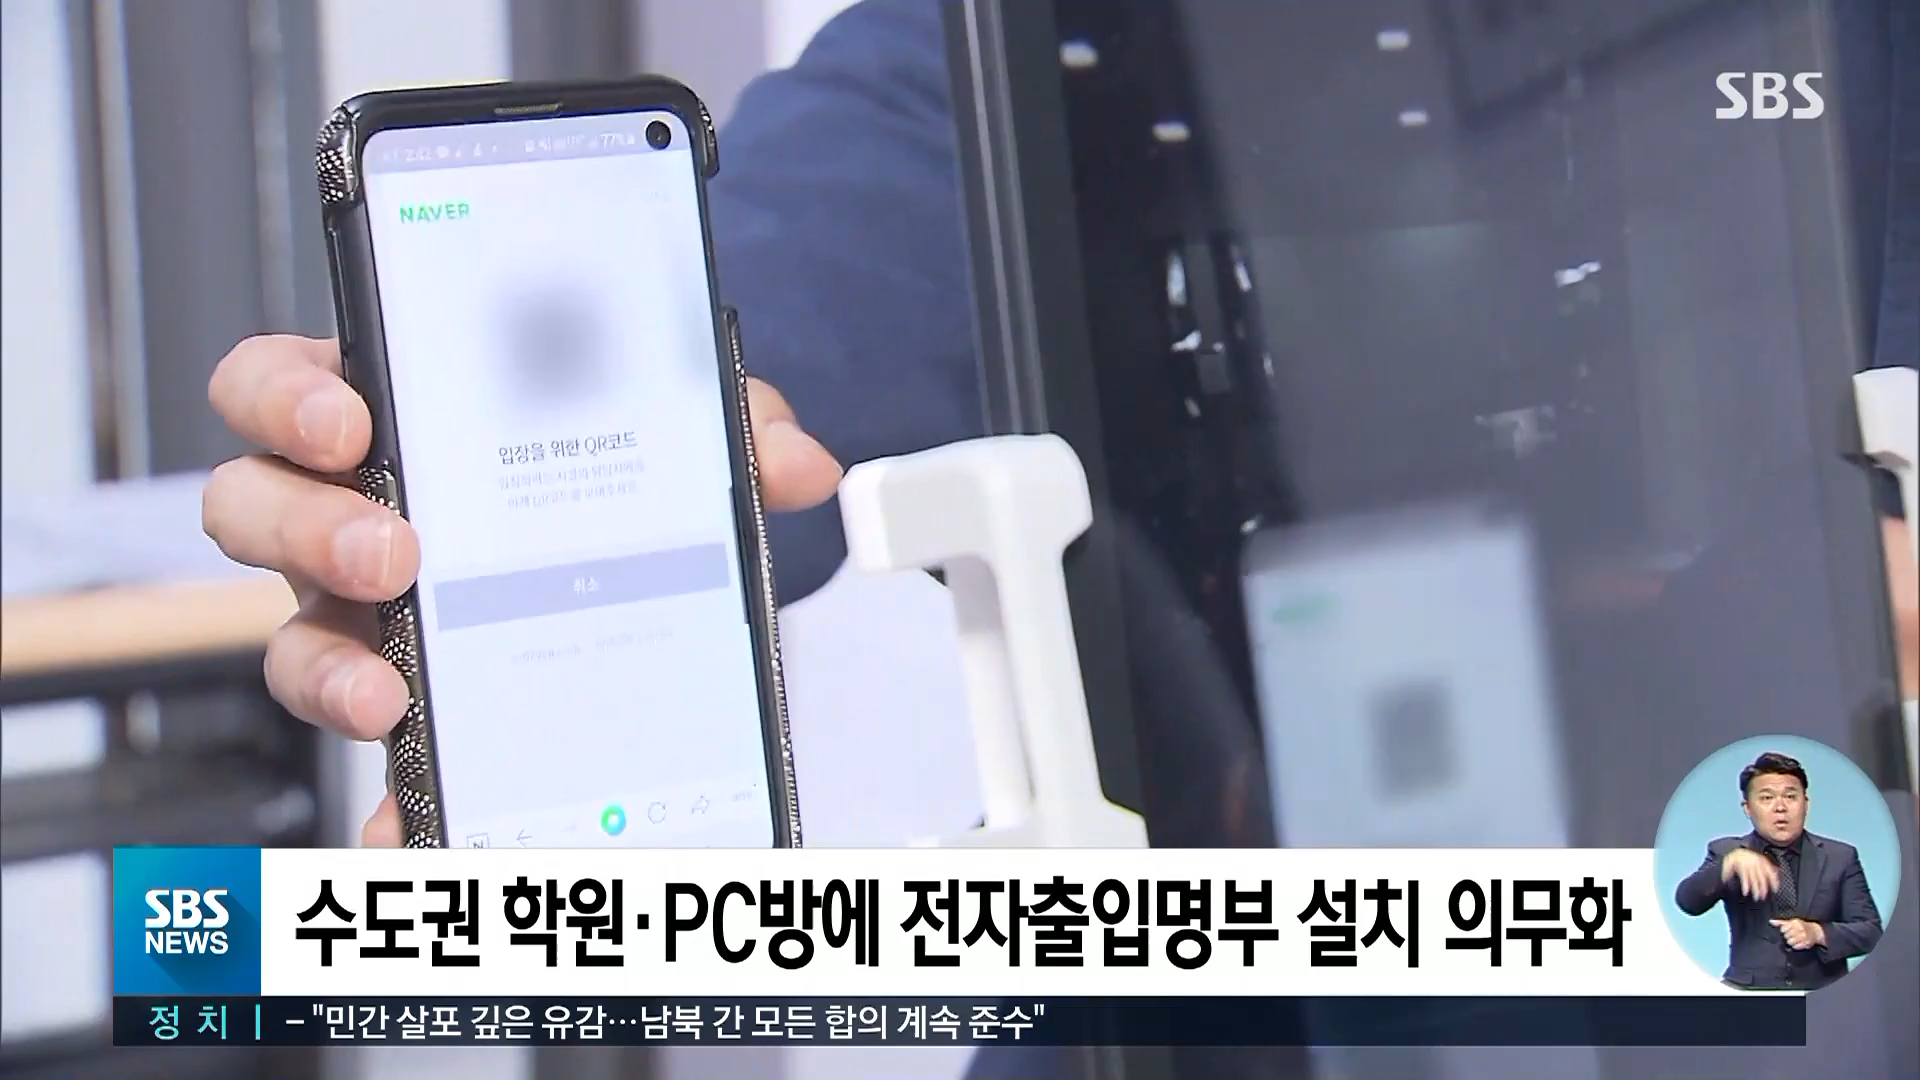 SBS
77%
NAVER
입장을 위한 QR코드
취소
SBS
NEWS
수도권 학원·PC방에 전자출입명부 설치 의무화
정치 | - "민간 살포 깊은 유감…남북 간 모든 합의 계속 준수"